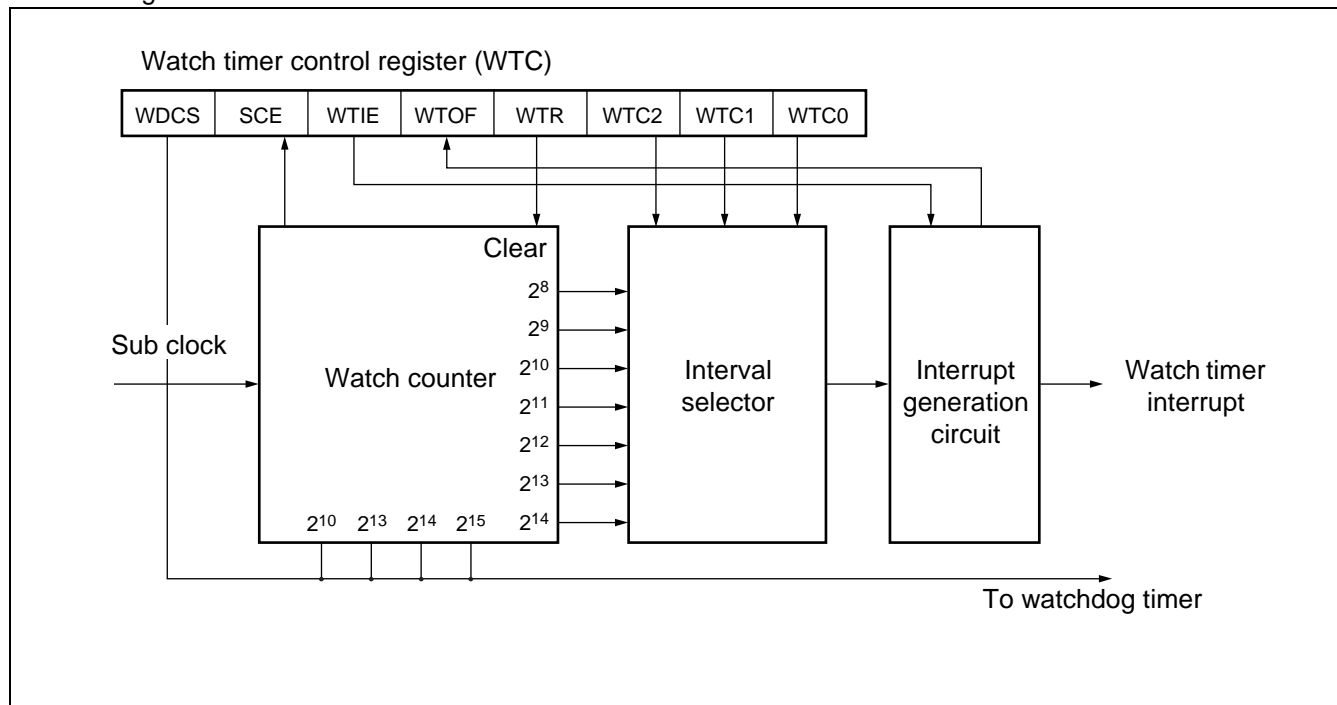 Watch timer control register (WTC)
WDCS SCE WTIE WTOF WTR WTC2 WTC1 WTC0
Clear
2⁸
2⁹
Sub clock
2¹⁰
Watch counter
Interval
selector
Interrupt
generation
circuit
Watch timer
interrupt
2¹¹
2¹²
2¹³
2¹⁰ 2¹³ 2¹⁴ 2¹⁵ 2¹⁴
To watchdog timer